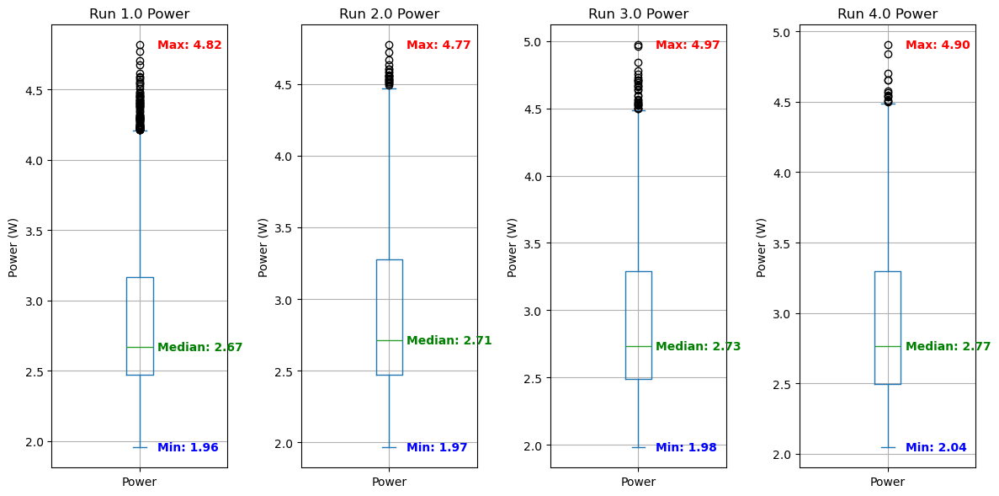 Run 1.0 Power
Max: 4.82
4.5
4.0
3.5
3.0
2.5
2.0
Median: 2.67
Min: 1.96
Power (W)
Power
Run 2.0 Power
Max: 4.77
4.5
4.0
3.5
3.0
2.5
2.0
Median: 2.71
Min: 1.97
Power (W)
Power
Run 3.0 Power
Max: 4.97
5.0
4.5
4.0
3.5
3.0
2.5
2.0
Median: 2.73
Min: 1.98
Power (W)
Power
Run 4.0 Power
Max: 4.90
5.0
4.5
4.0
3.5
3.0
2.5
2.0
Median: 2.77
Min: 2.04
Power (W)
Power